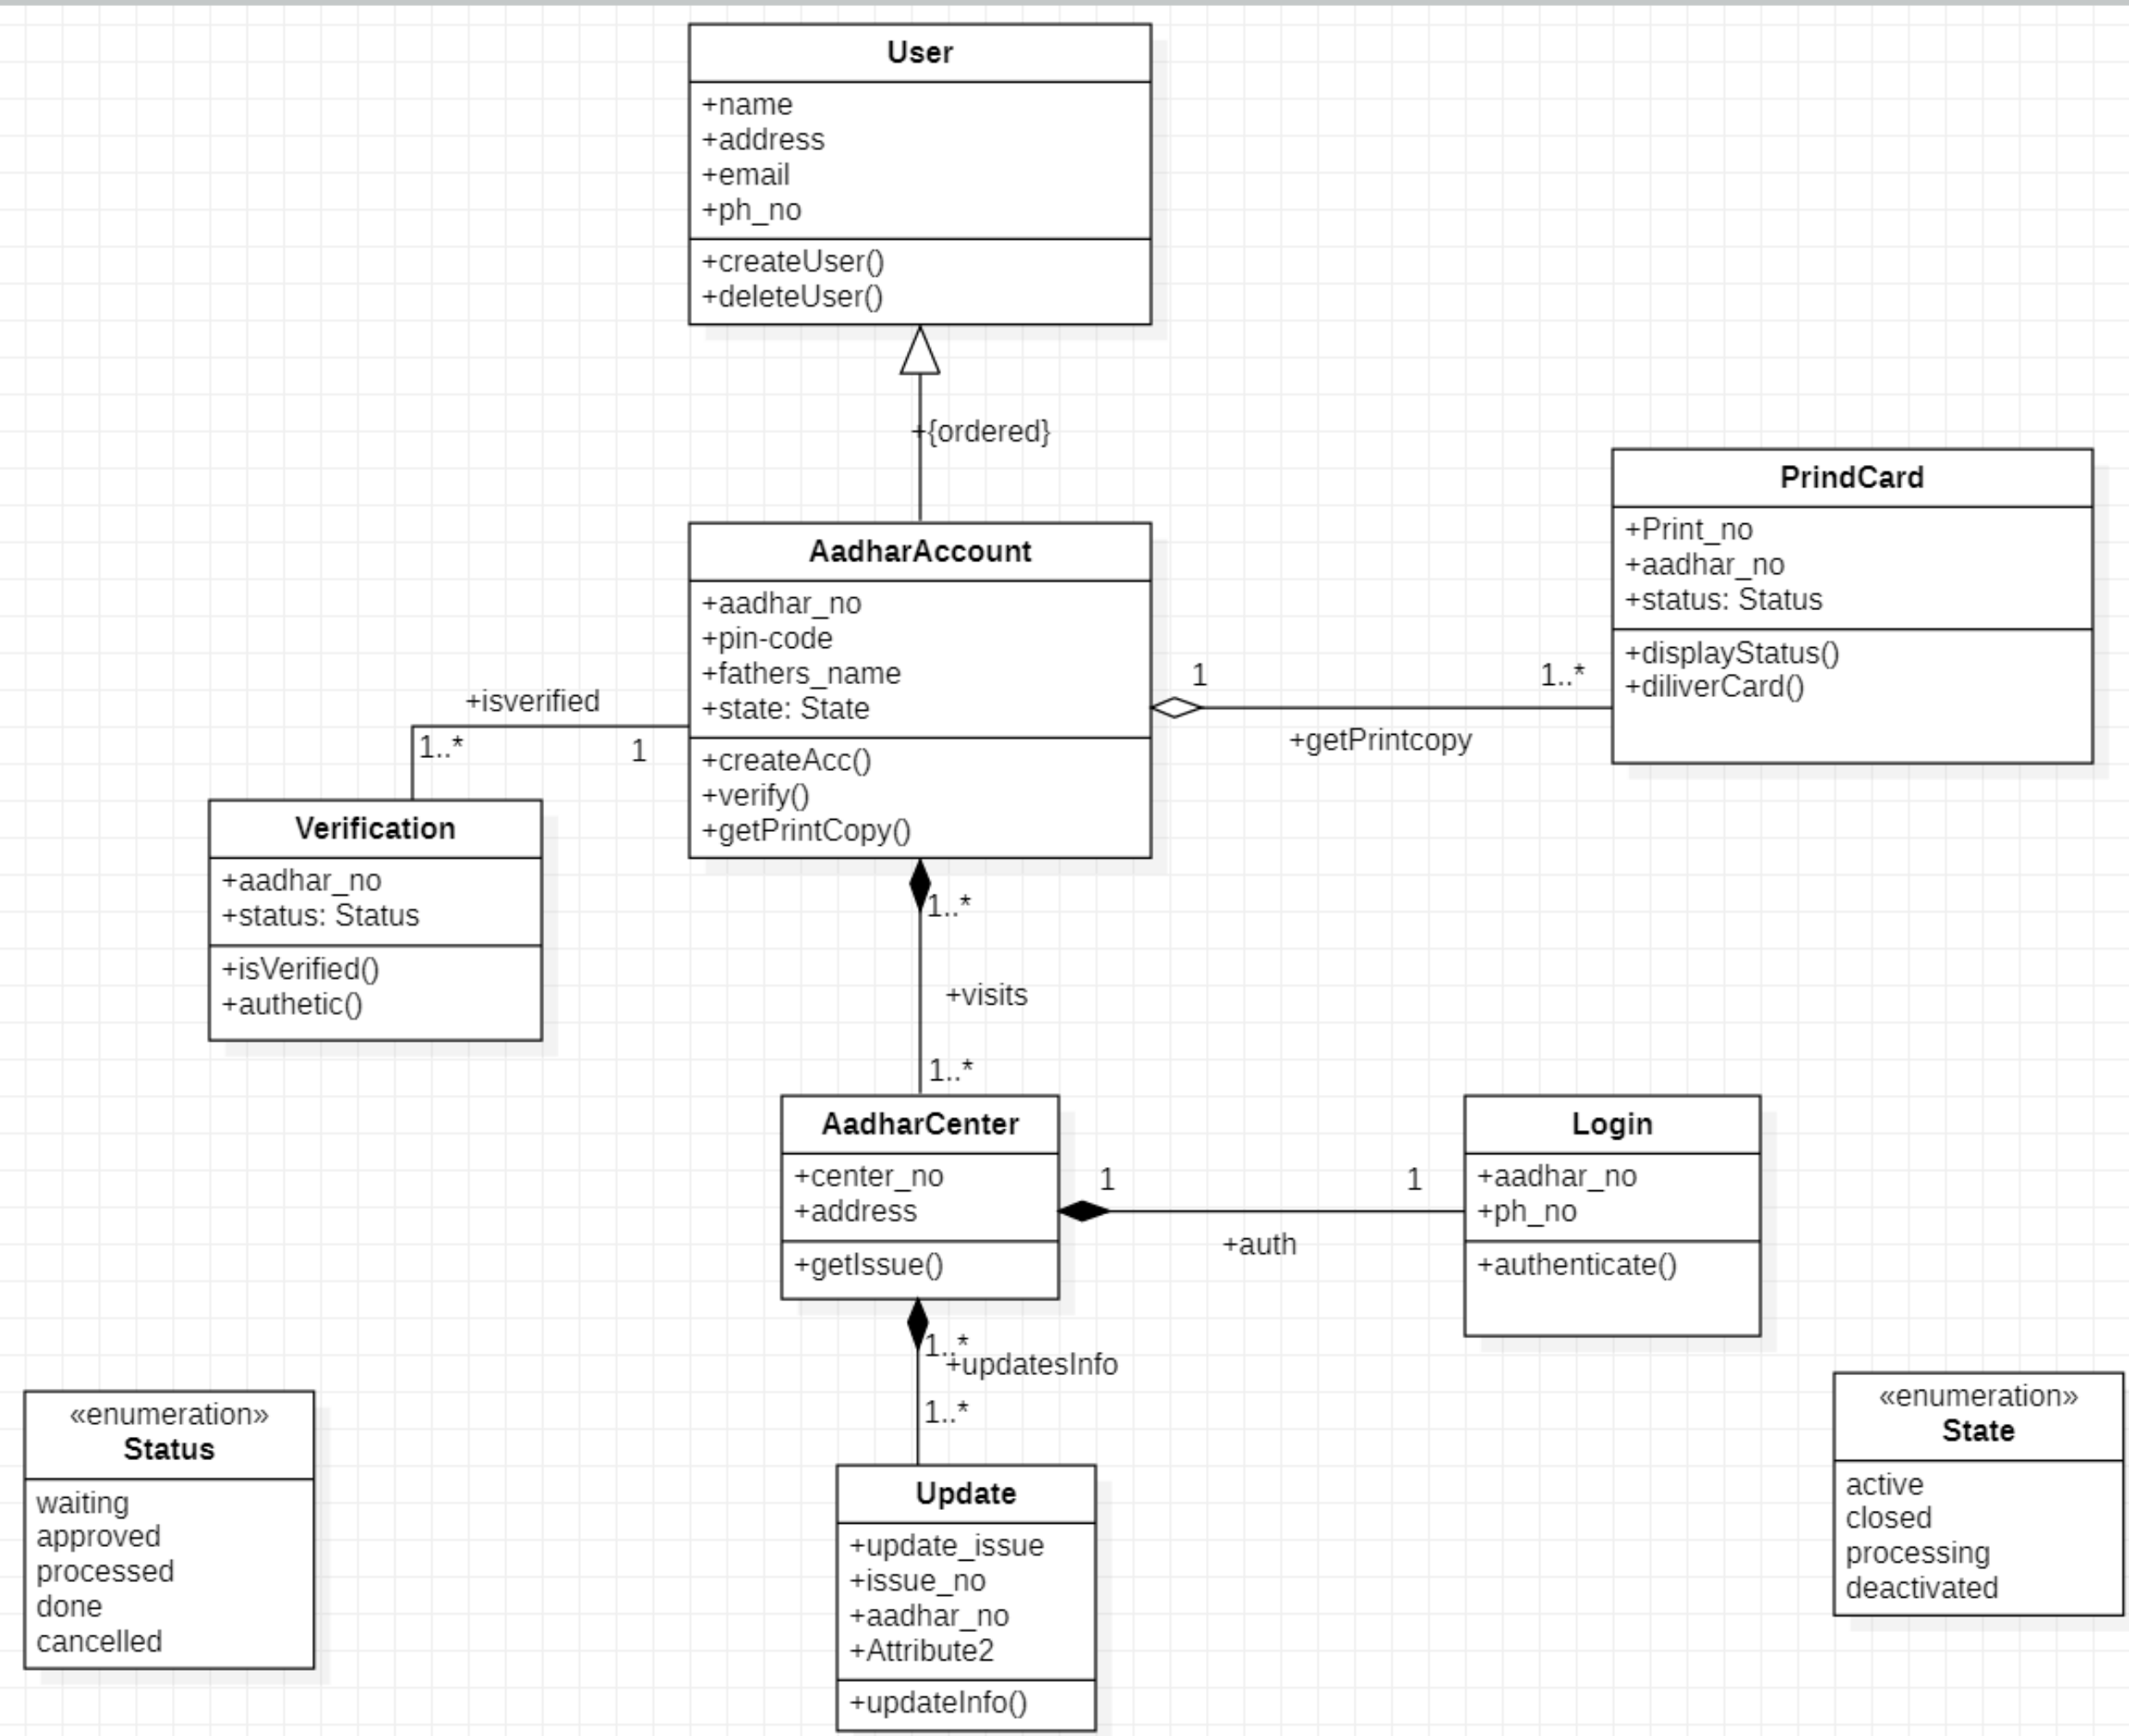 User
+name
+address
+email
+ph_no
+createUser()
+deleteUser()
+{ordered}
AadharAccount
+aadhar_no
+pin-code
+fathers_name
+state: State
+createAcc()
+verify()
+getPrintCopy()
PrindCard
+Print_no
+aadhar_no
+status: Status
+displayStatus()
+diliverCard()
1
1..*
+getPrintcopy
+isverified
1..*
1
Verification
+aadhar_no
+status: Status
+isVerified()
+authetic()
1..*
+visits
1..*
AadharCenter
+center_no
+address
+getIssue()
1
1
+auth
Login
+aadhar_no
+ph_no
+authenticate()
1..*
+updatesInfo
1..*
«enumeration»
Status
waiting
approved
processed
done
cancelled
Update
+update_issue
+issue_no
+aadhar_no
+Attribute2
+updateInfo()
«enumeration»
State
active
closed
processing
deactivated